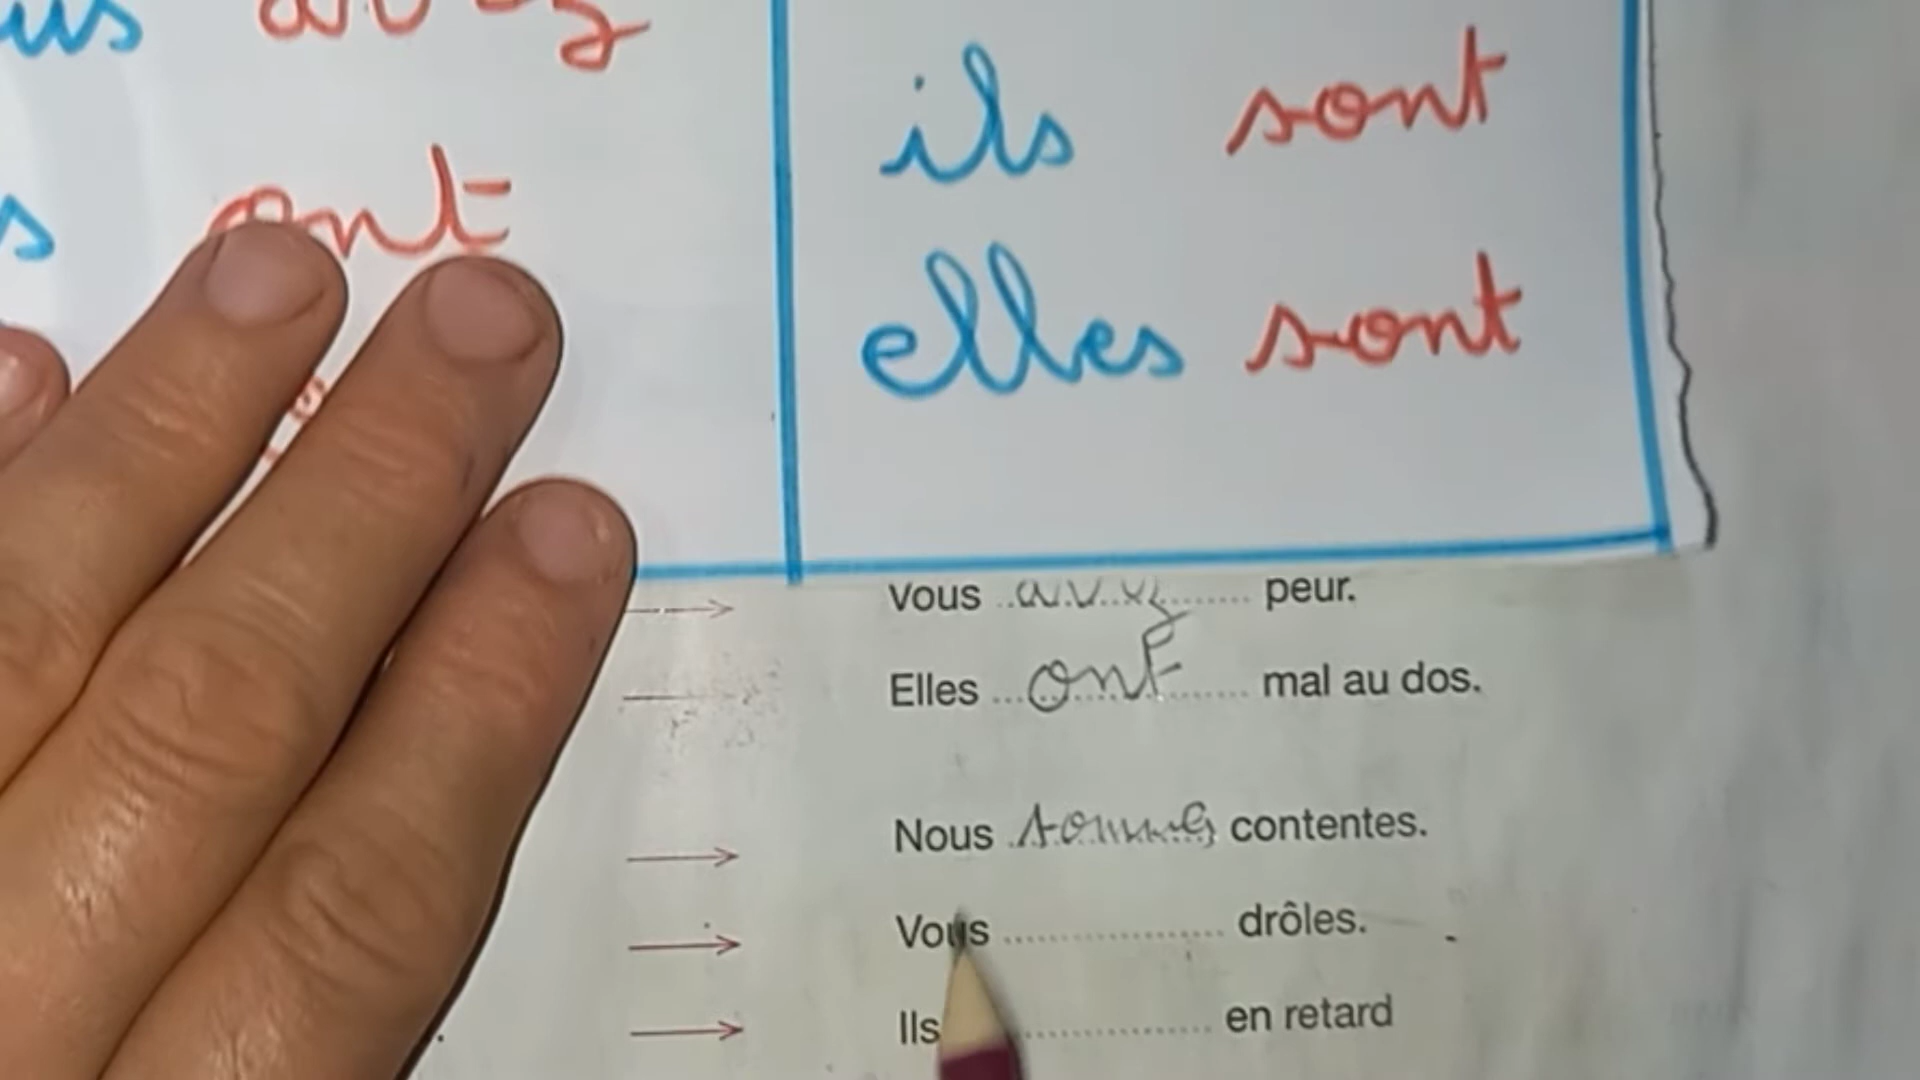 avez
ont
ils sont
elles sont
Vous avez peur.
Elles ont mal au dos.
Nous sommes contentes.
Vous ................ drôles.
Ils ................ en retard